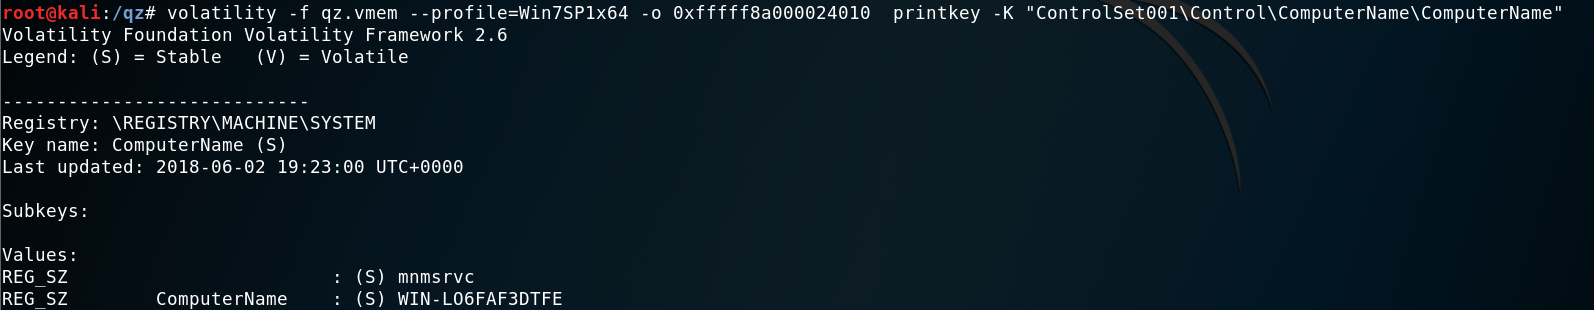 root@kali:/qz# volatility -f qz.vmem --profile=Win7SP1x64 -o 0xfffff8a000024010  printkey -K "ControlSet001\Control\ComputerName\ComputerName"
Volatility Foundation Volatility Framework 2.6
Legend: (S) = Stable   (V) = Volatile
----------------------------
Registry: \REGISTRY\MACHINE\SYSTEM
Key name: ComputerName (S)
Last updated: 2018-06-02 19:23:00 UTC+0000
Subkeys:
Values:
REG_SZ                        : (S) mnmsrvc
REG_SZ        ComputerName    : (S) WIN-LO6FAF3DTFE